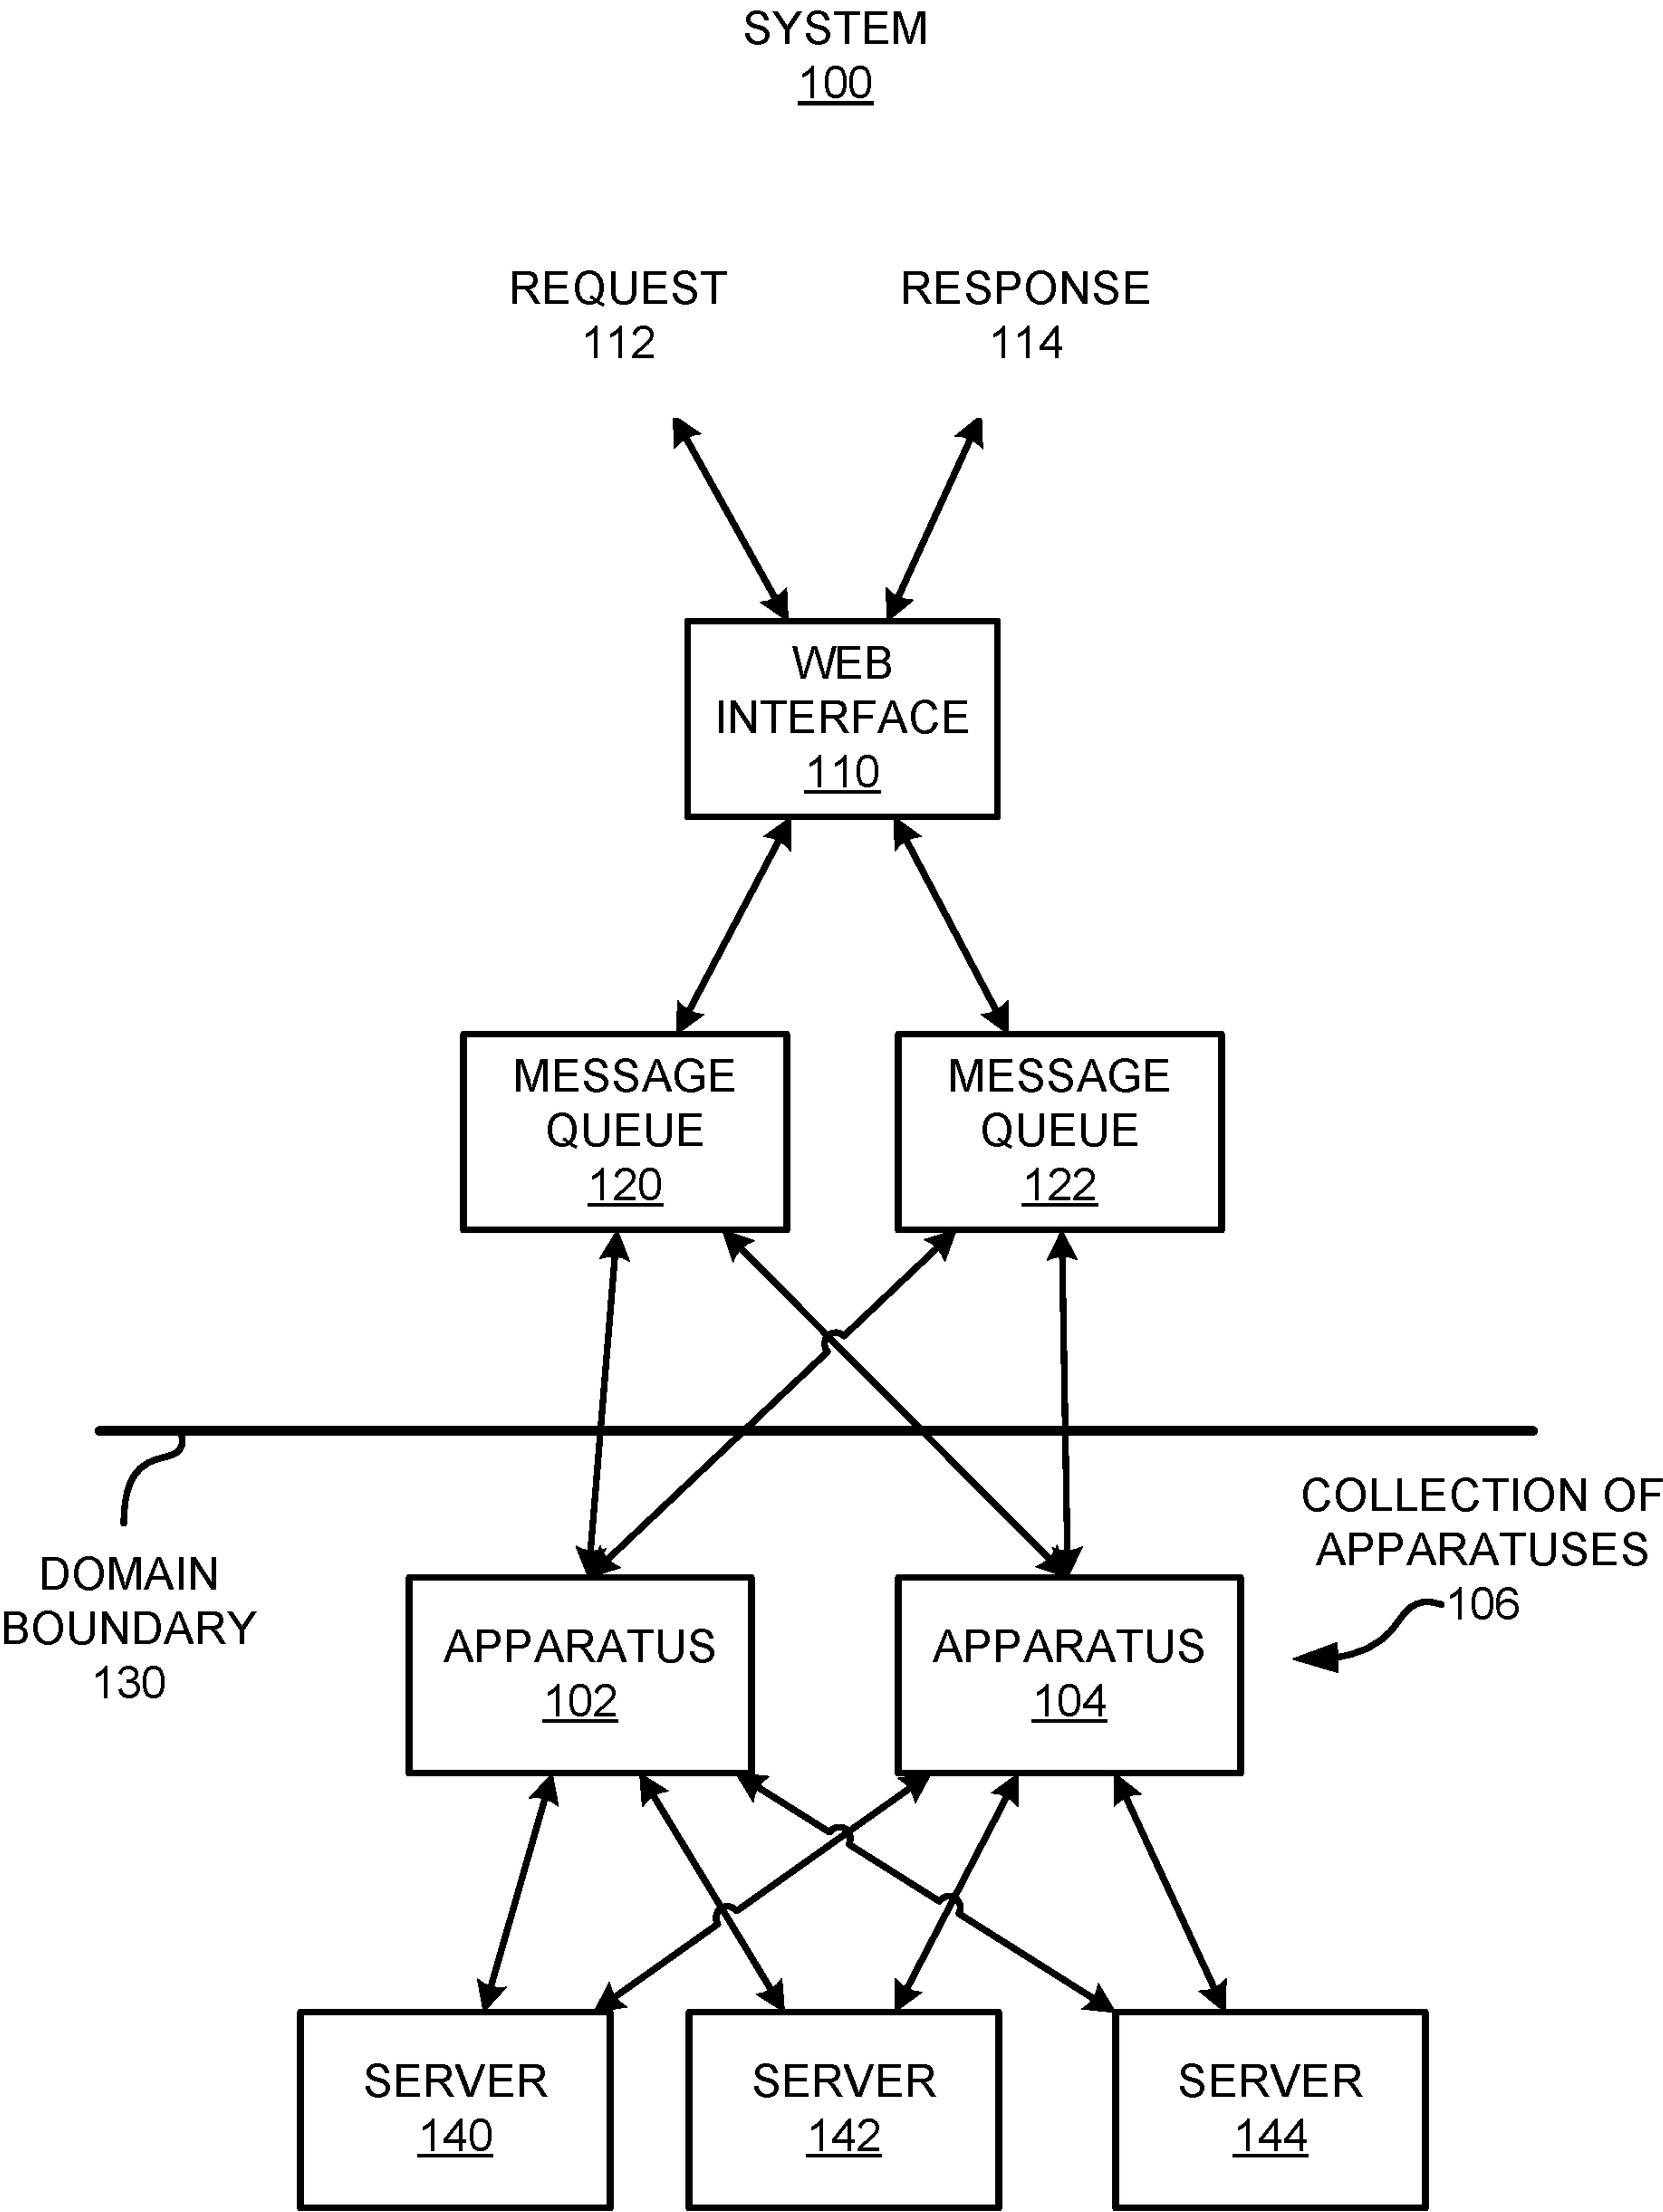 SYSTEM
100
REQUEST
112
RESPONSE
114
WEB
INTERFACE
110
MESSAGE
QUEUE
120
MESSAGE
QUEUE
122
COLLECTION OF
APPARATUSES
106
DOMAIN
BOUNDARY
130
APPARATUS
102
APPARATUS
104
SERVER
140
SERVER
142
SERVER
144